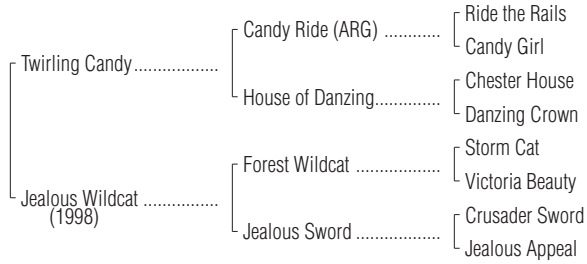 Ride the Rails
Candy Ride (ARG) ............
Candy Girl
Twirling Candy..................
Chester House
House of Danzing..............
Danzing Crown
Storm Cat
Forest Wildcat ..................
Victoria Beauty
Jealous Wildcat ................
(1998)
Crusader Sword
Jealous Sword ..................
Jealous Appeal